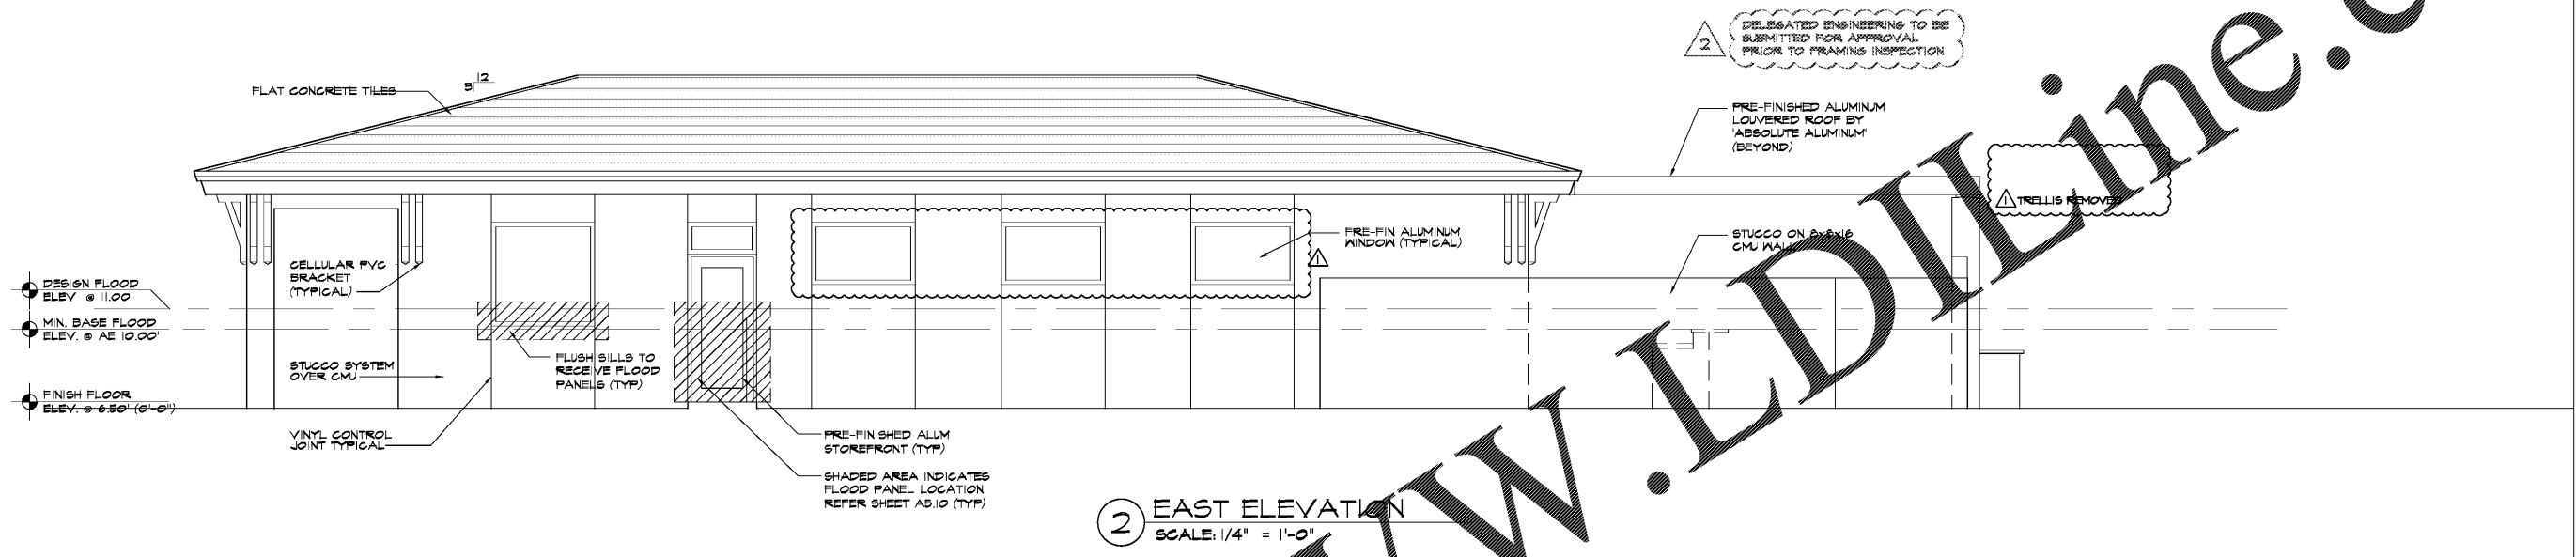 2
DELEGATED ENGINEERING TO BE
SUBMITTED FOR APPROVAL
PRIOR TO FRAMING INSPECTION
12
3
FLAT CONCRETE TILES
PRE-FINISHED ALUMINUM
LOUVERED ROOF BY
'ABSOLUTE ALUMINUM'
(BEYOND)
1 TRELLIS REMOVED
PRE-FIN ALUMINUM
WINDOW (TYPICAL)
1
STUCCO ON 8x8x16
CMU WALL
CELLULAR PVC
BRACKET
(TYPICAL)
DESIGN FLOOD
ELEV @ 11.00'
MIN. BASE FLOOD
ELEV. @ AE 10.00'
FINISH FLOOR
ELEV. @ 6.50' (0'-0")
STUCCO SYSTEM
OVER CMU
FLUSH SILLS TO
RECEIVE FLOOD
PANELS (TYP)
VINYL CONTROL
JOINT TYPICAL
PRE-FINISHED ALUM
STOREFRONT (TYP)
SHADED AREA INDICATES
FLOOD PANEL LOCATION
REFER SHEET A5.10 (TYP)
2 EAST ELEVATION
SCALE: 1/4" = 1'-0"
W.LDILine.c